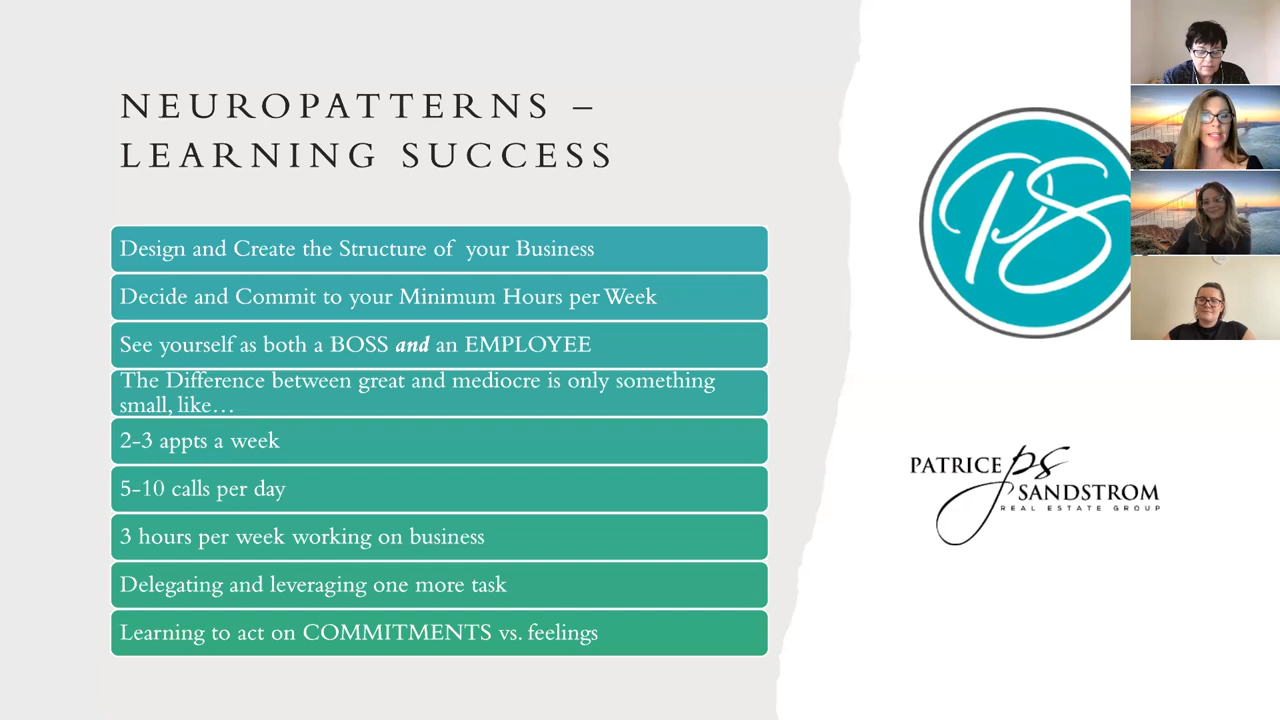 NEUROPATTERNS –
LEARNING SUCCESS
Design and Create the Structure of your Business
Decide and Commit to your Minimum Hours per Week
See yourself as both a BOSS and an EMPLOYEE
The Difference between great and mediocre is only something
small, like…
2-3 appts a week
5-10 calls per day
3 hours per week working on business
Delegating and leveraging one more task
Learning to act on COMMITMENTS vs. feelings
PS
PATRICE ps
SANDSTROM
REAL ESTATE GROUP